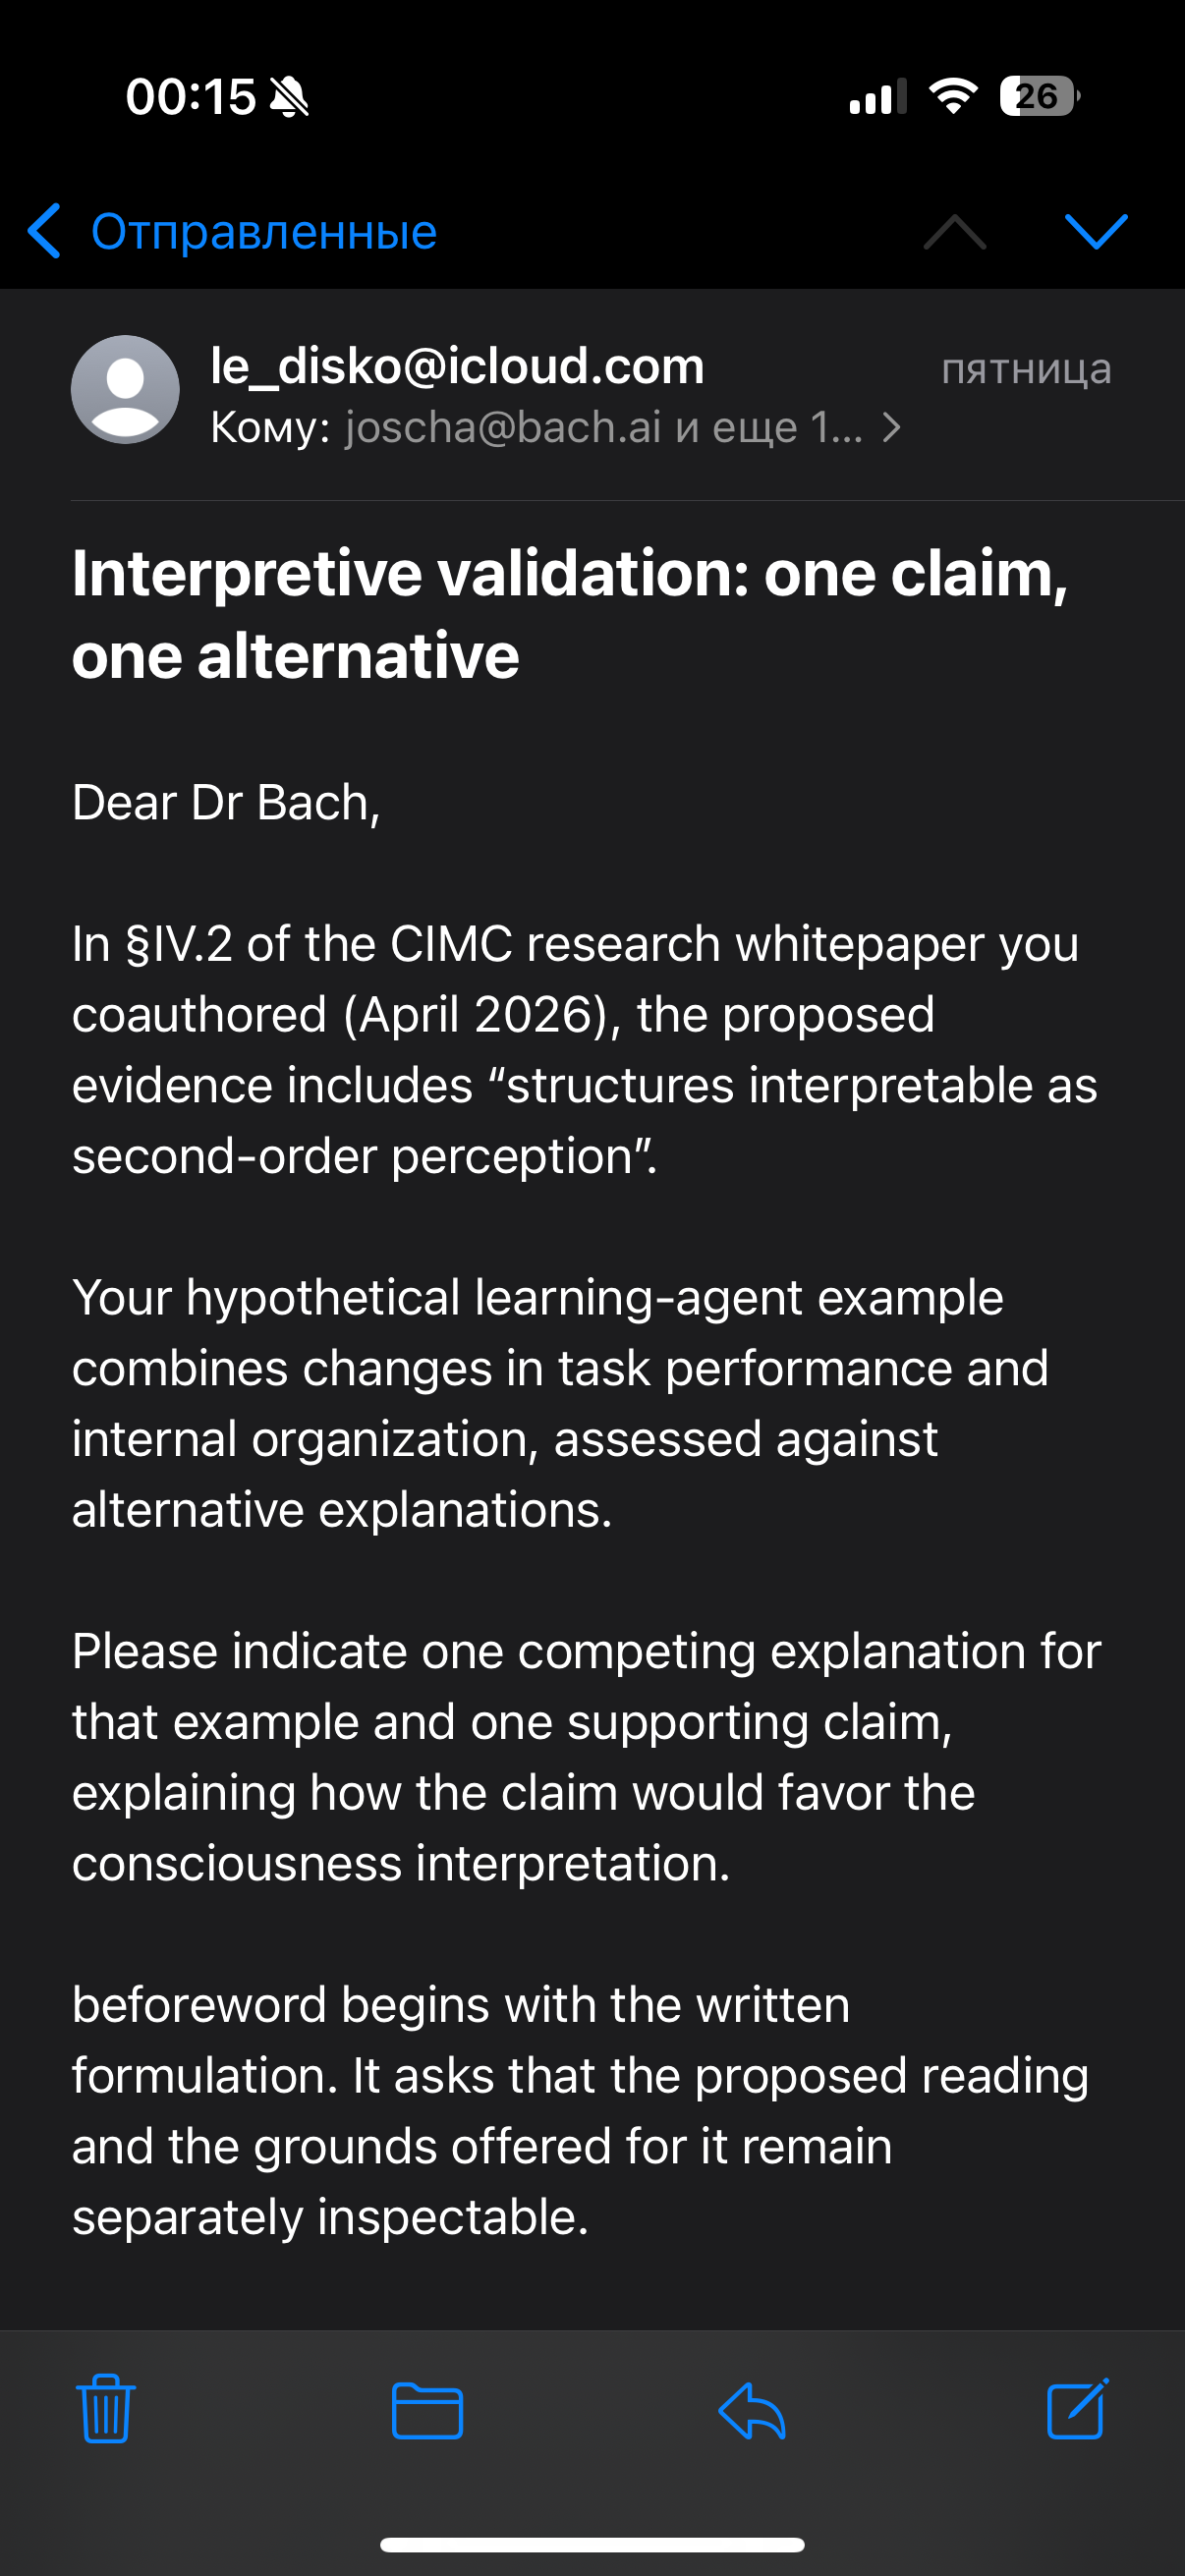 00:15
26
Отправленные
le_disko@icloud.com
пятница
Кому: joscha@bach.ai и еще 1...
Interpretive validation: one claim,
one alternative
Dear Dr Bach,
In §IV.2 of the CIMC research whitepaper you
coauthored (April 2026), the proposed
evidence includes “structures interpretable as
second-order perception”.
Your hypothetical learning-agent example
combines changes in task performance and
internal organization, assessed against
alternative explanations.
Please indicate one competing explanation for
that example and one supporting claim,
explaining how the claim would favor the
consciousness interpretation.
beforeword begins with the written
formulation. It asks that the proposed reading
and the grounds offered for it remain
separately inspectable.